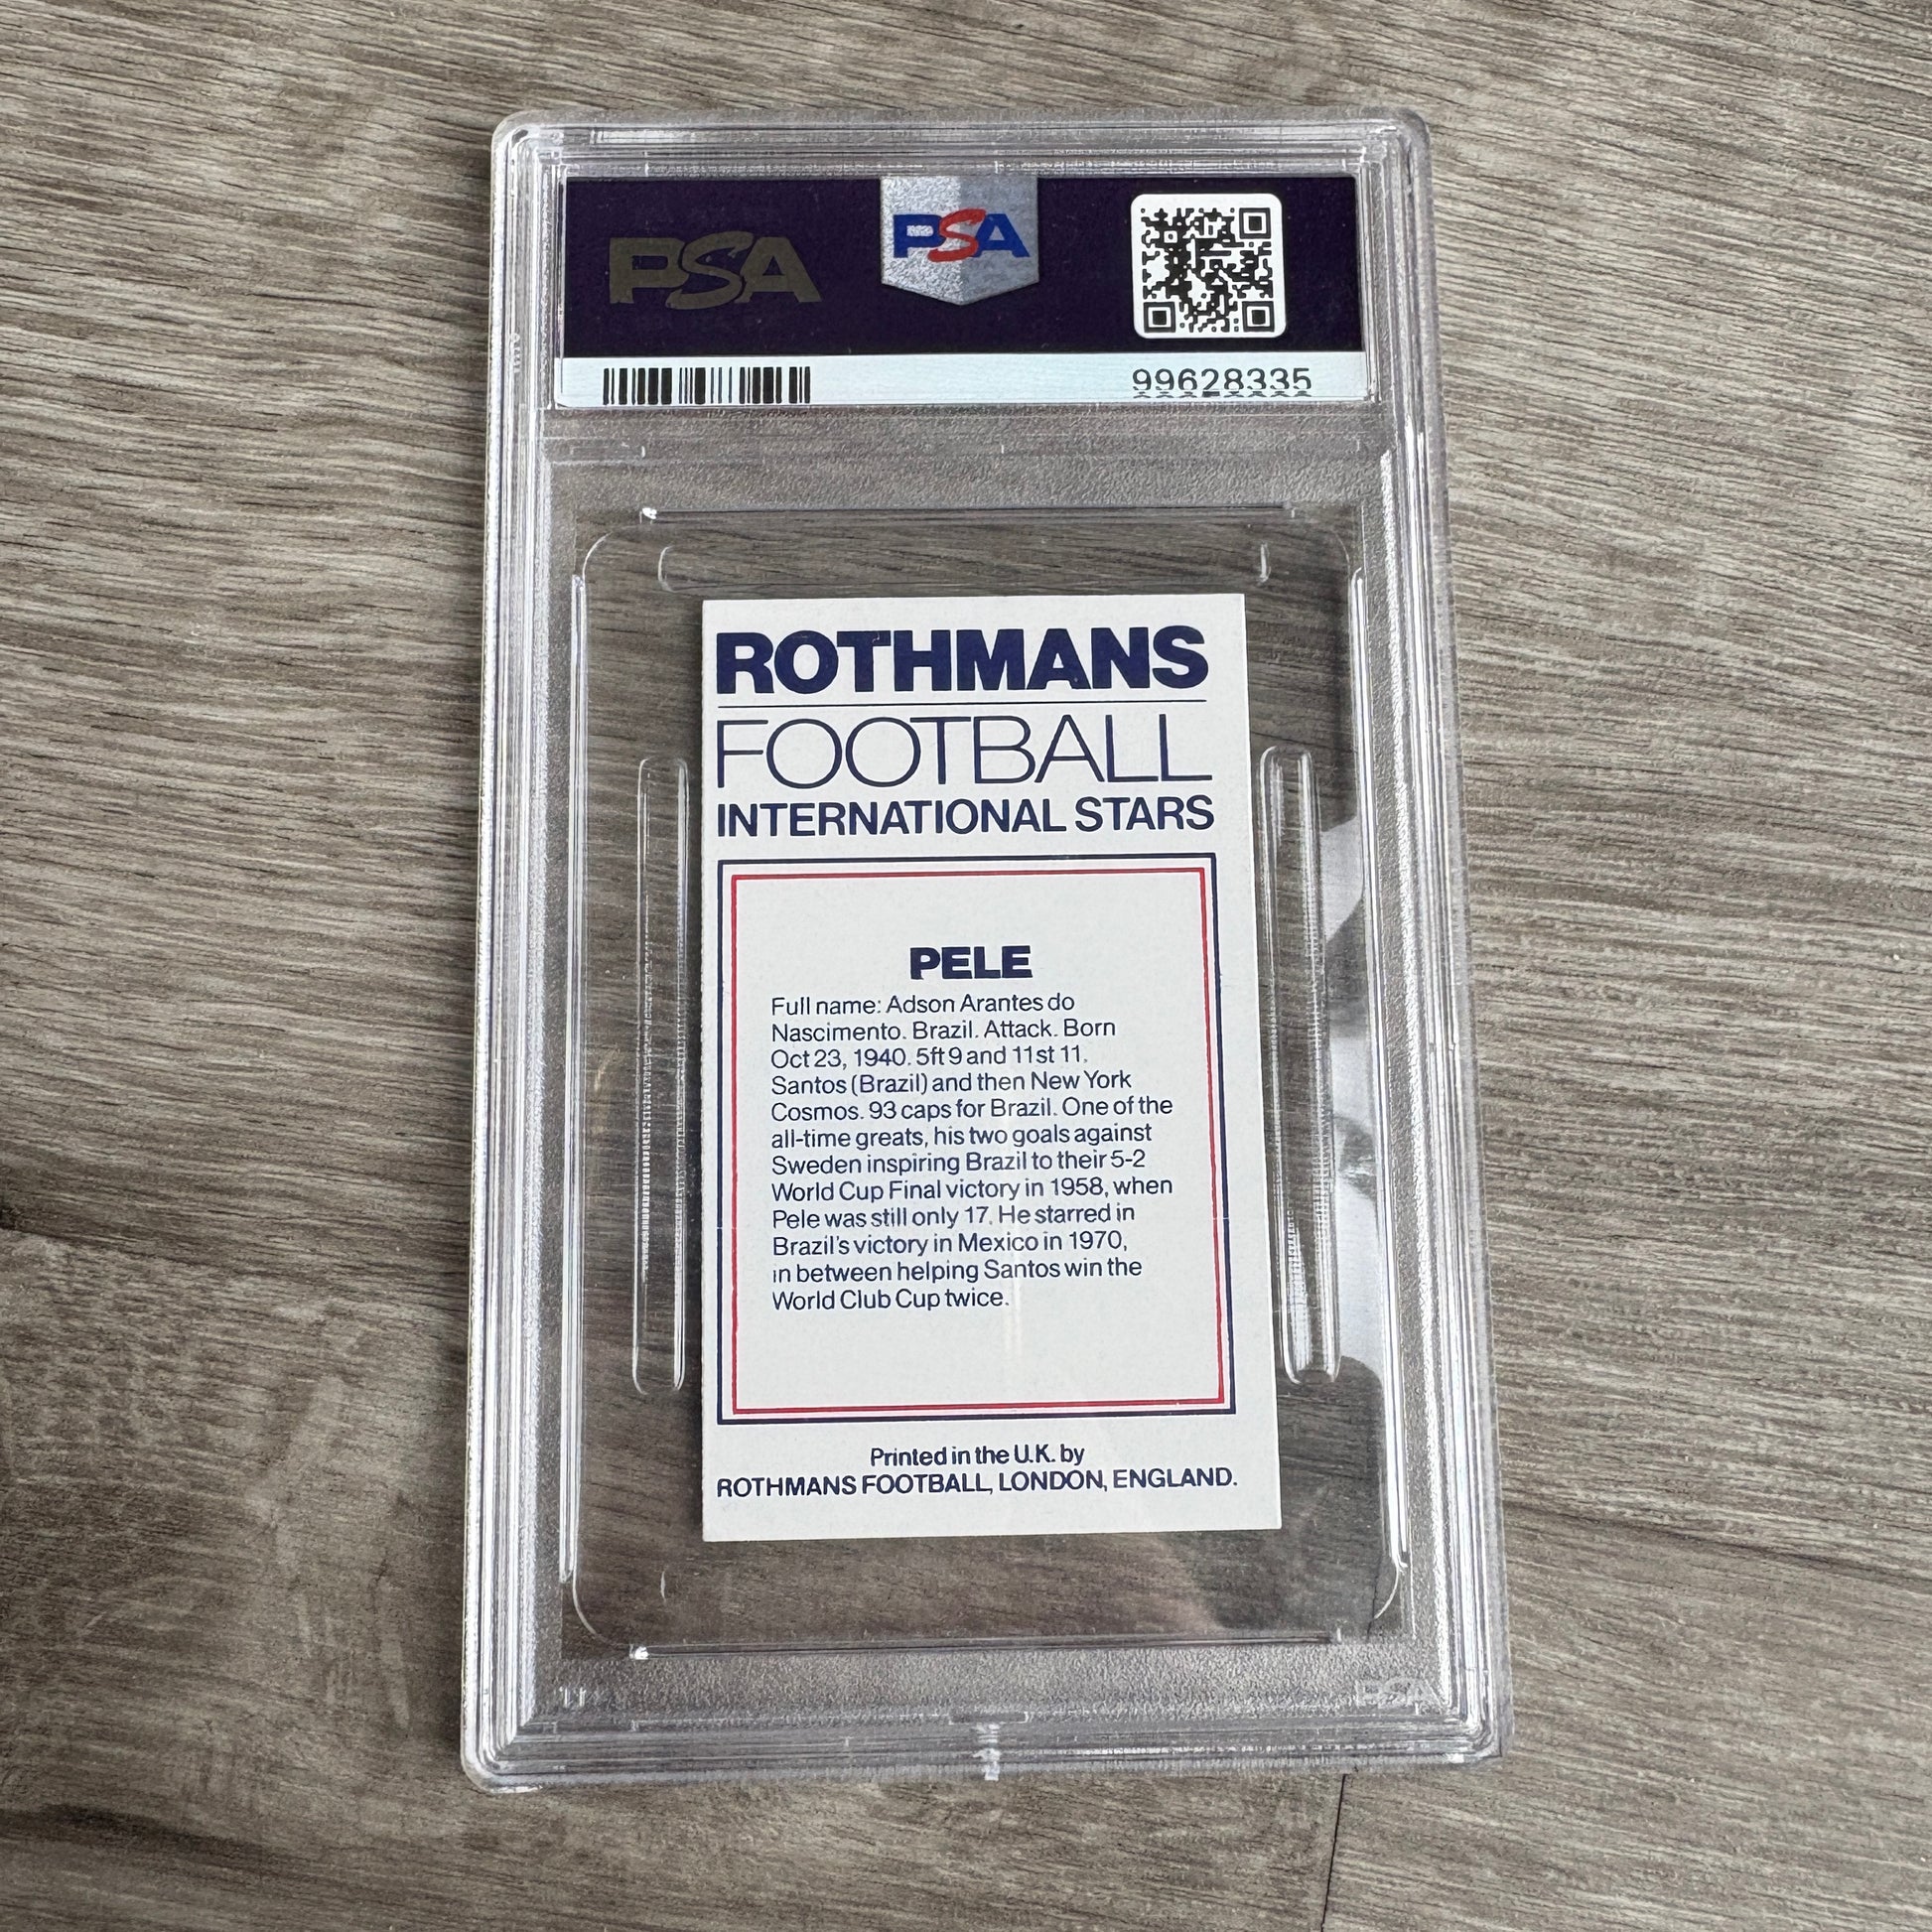 PSA
PSA
99628335
ROTHMANS
FOOTBALL
INTERNATIONAL STARS
PELE
Full name: Adson Arantes do
Nascimento. Brazil. Attack. Born
Oct 23, 1940. 5ft 9 and 11st 11.
Santos (Brazil) and then New York
Cosmos. 93 caps for Brazil. One of the
all-time greats, his two goals against
Sweden inspiring Brazil to their 5-2
World Cup Final victory in 1958, when
Pele was still only 17. He starred in
Brazil's victory in Mexico in 1970,
in between helping Santos win the
World Club Cup twice.
Printed in the U.K. by
ROTHMANS FOOTBALL, LONDON, ENGLAND.
PSA